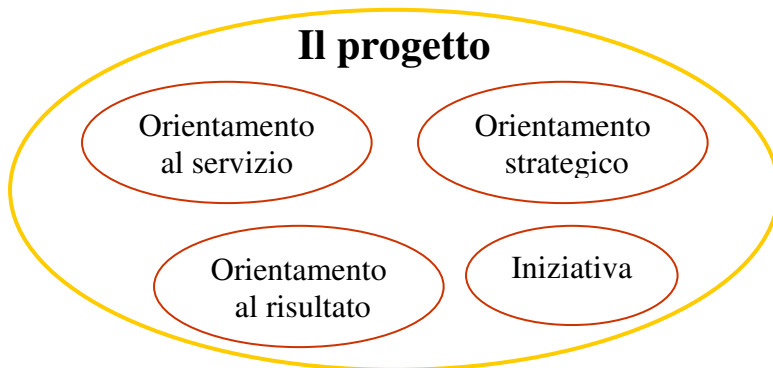 Il progetto
Orientamento
al servizio
Orientamento
strategico
Orientamento
al risultato
Iniziativa